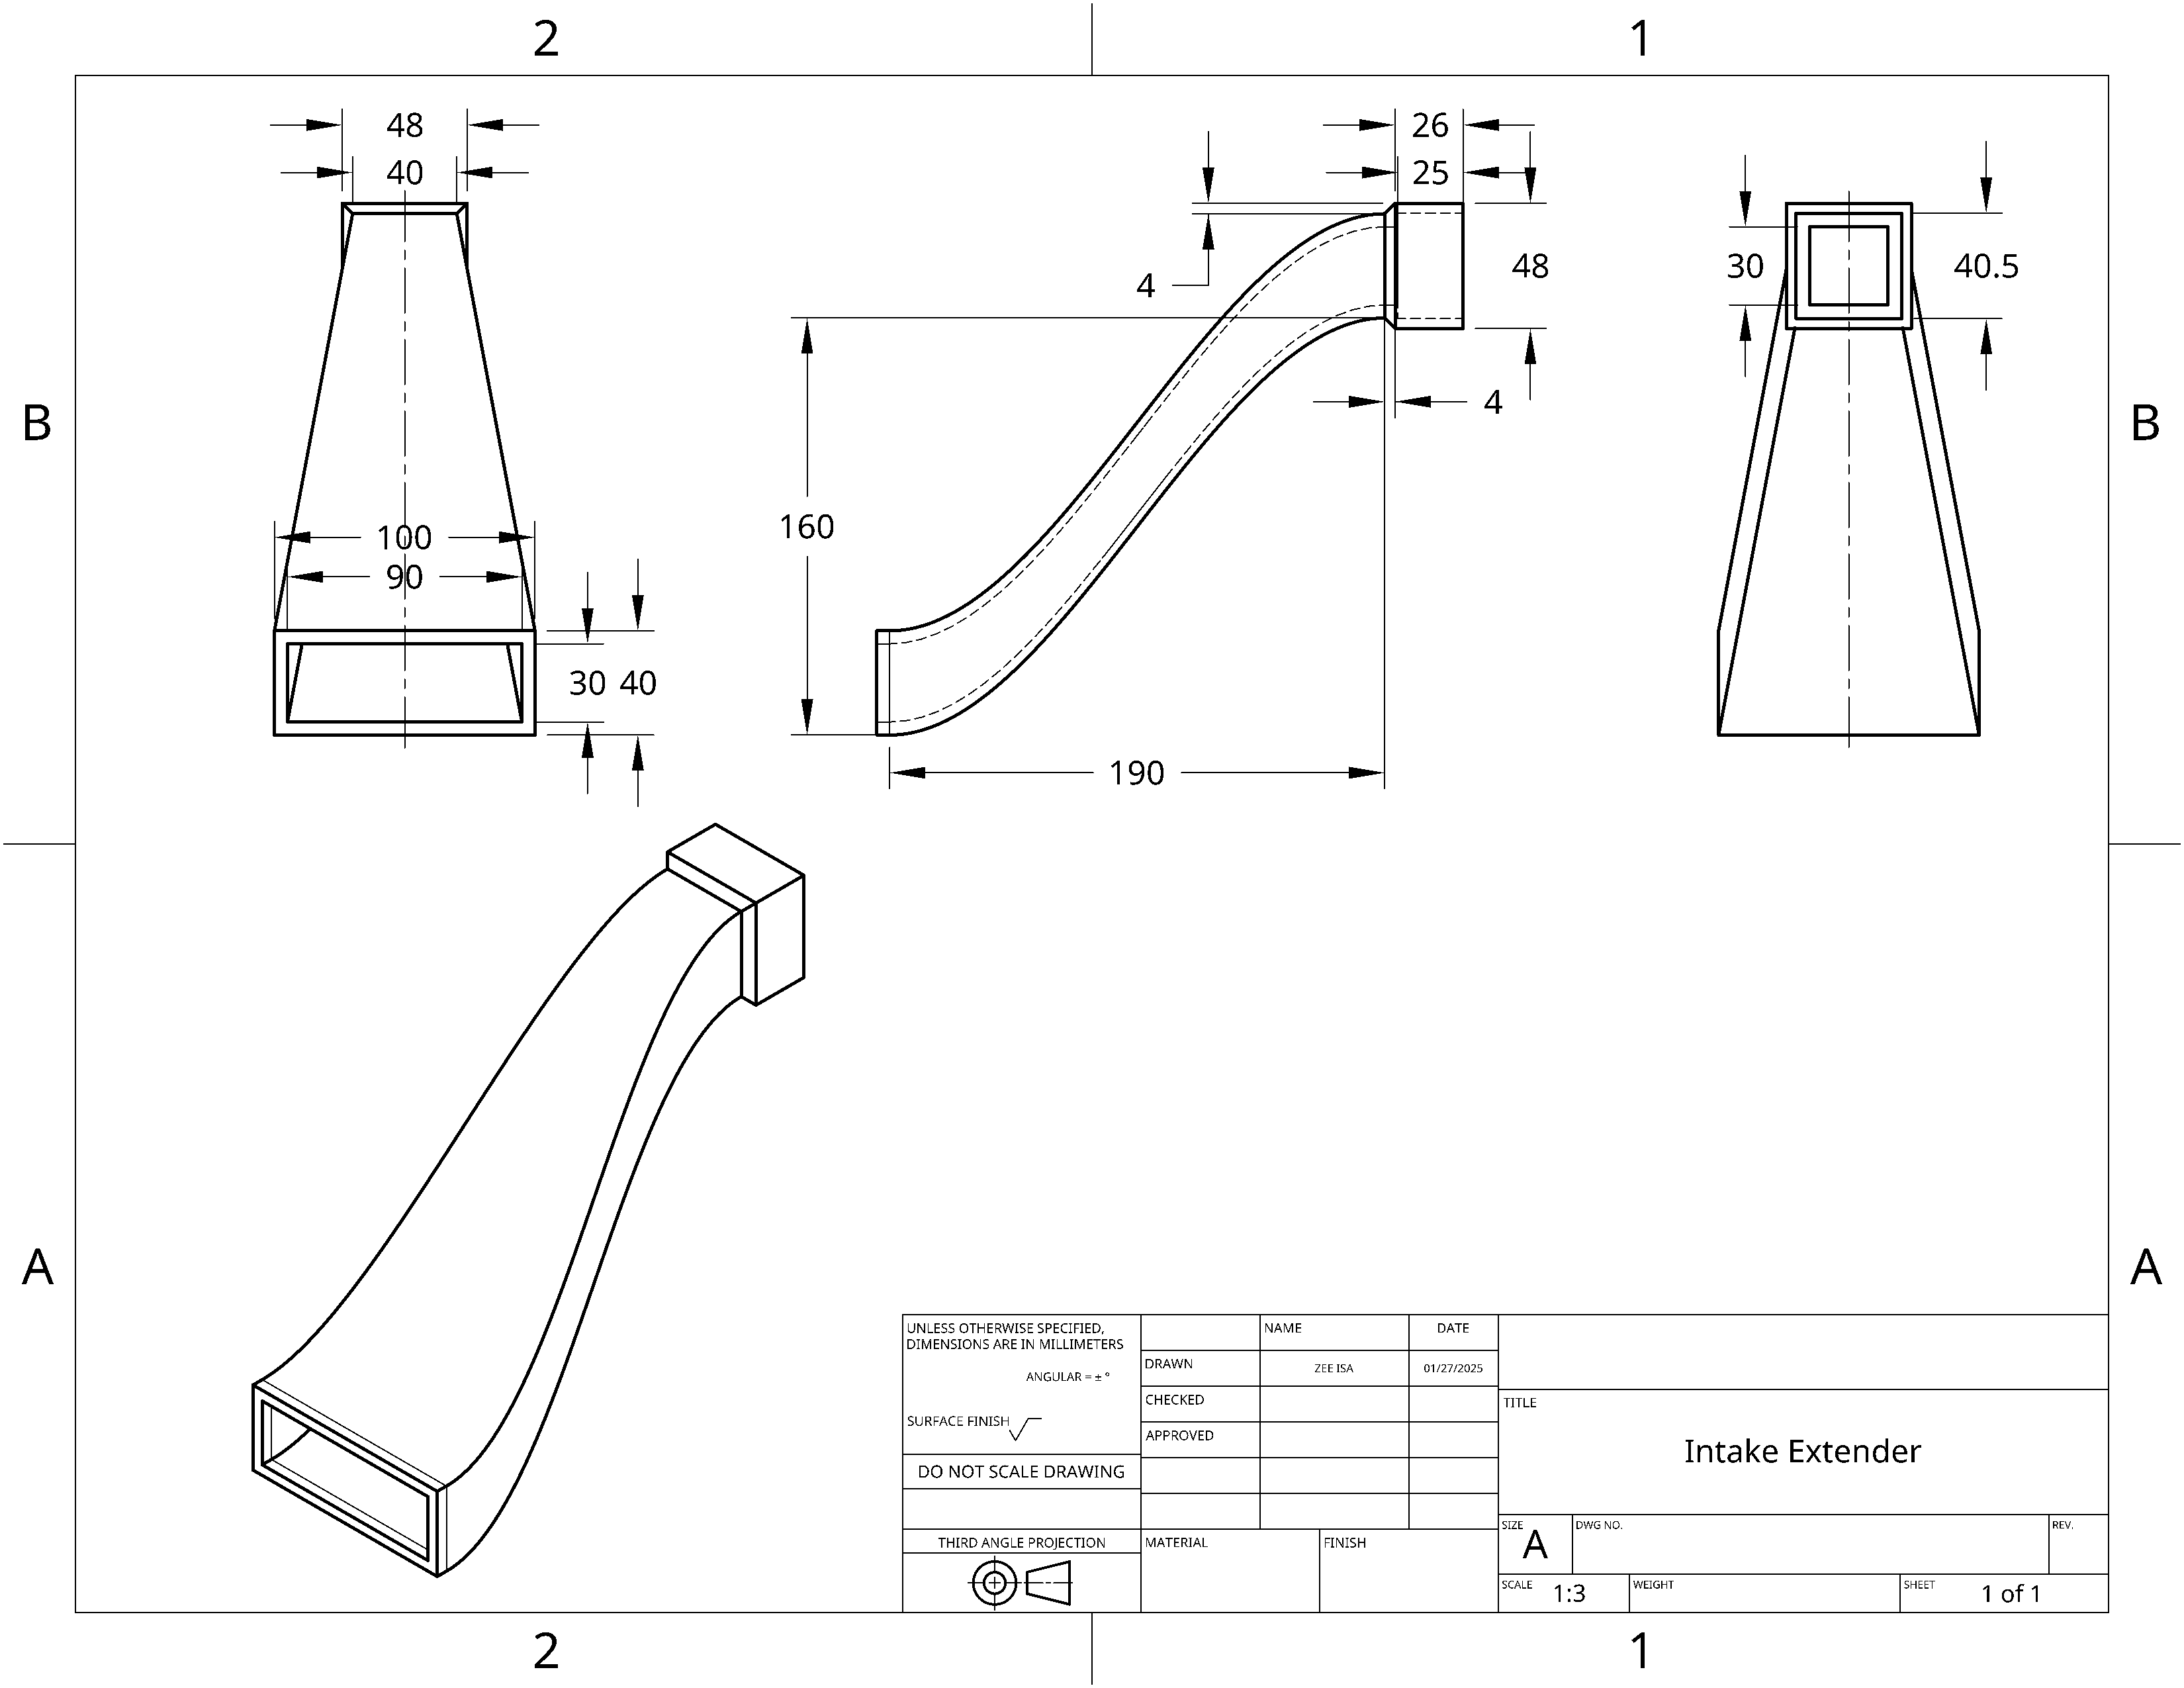 2
1
48
40
26
25
4
48
30
40.5
4
160
B
B
100
90
30
40
190
A
A
UNLESS OTHERWISE SPECIFIED,
DIMENSIONS ARE IN MILLIMETERS
ANGULAR = ± °
SURFACE FINISH
DO NOT SCALE DRAWING
THIRD ANGLE PROJECTION
NAME
DATE
DRAWN
ZEE ISA
01/27/2025
CHECKED
APPROVED
MATERIAL
FINISH
TITLE
Intake Extender
SIZE
A
DWG NO.
REV.
SCALE
1:3
WEIGHT
SHEET
1 of 1
2
1